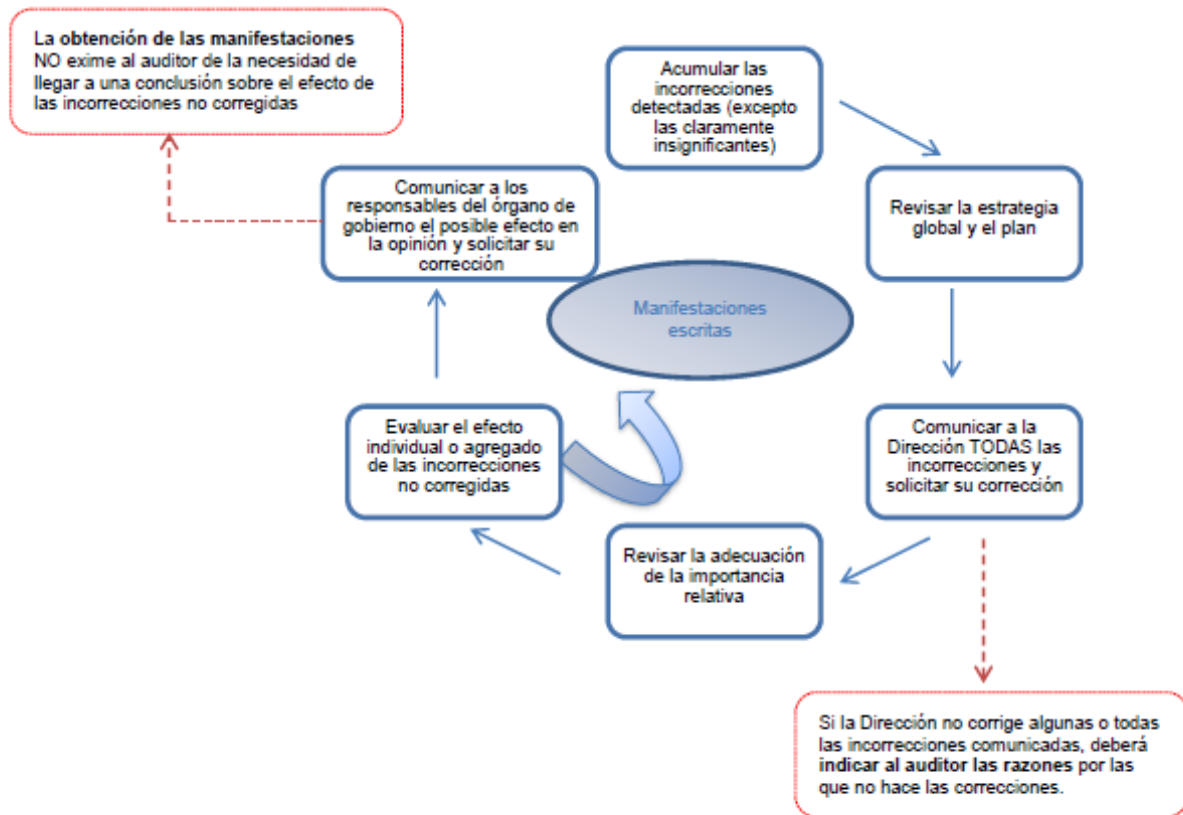 La obtención de las manifestaciones
NO exime al auditor de la necesidad de
llegar a una conclusión sobre el efecto de
las incorrecciones no corregidas
Acumular las
incorrecciones
detectadas (excepto
las claramente
insignificantes)
Revisar la estrategia
global y el plan
Comunicar a la
Dirección TODAS las
incorrecciones y
solicitar su corrección
Si la Dirección no corrige algunas o todas
las incorrecciones comunicadas, deberá
indicar al auditor las razones por las
que no hace las correcciones.
Revisar la adecuación
de la importancia
relativa
Evaluar el efecto
individual o agregado
de las incorrecciones
no corregidas
Comunicar a los
responsables del órgano de
gobierno el posible efecto en
la opinión y solicitar su
corrección
Manifestaciones
escritas